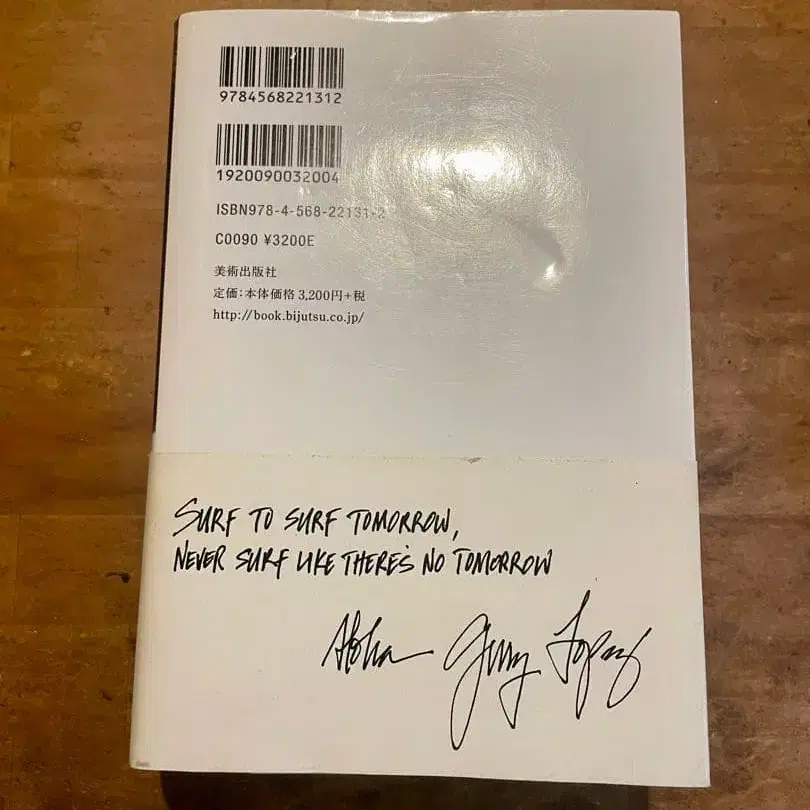 9784568221312
1920090032004
ISBN978-4-568-22131-2
C0090 ¥3200E
美術出版社
定価:本体価格 3,200円+税
http://book.bijutsu.co.jp/
SURF TO SURF TOMORROW,
NEVER SURF LIKE THERE'S NO TOMORROW
Aloha Gerry Lopez